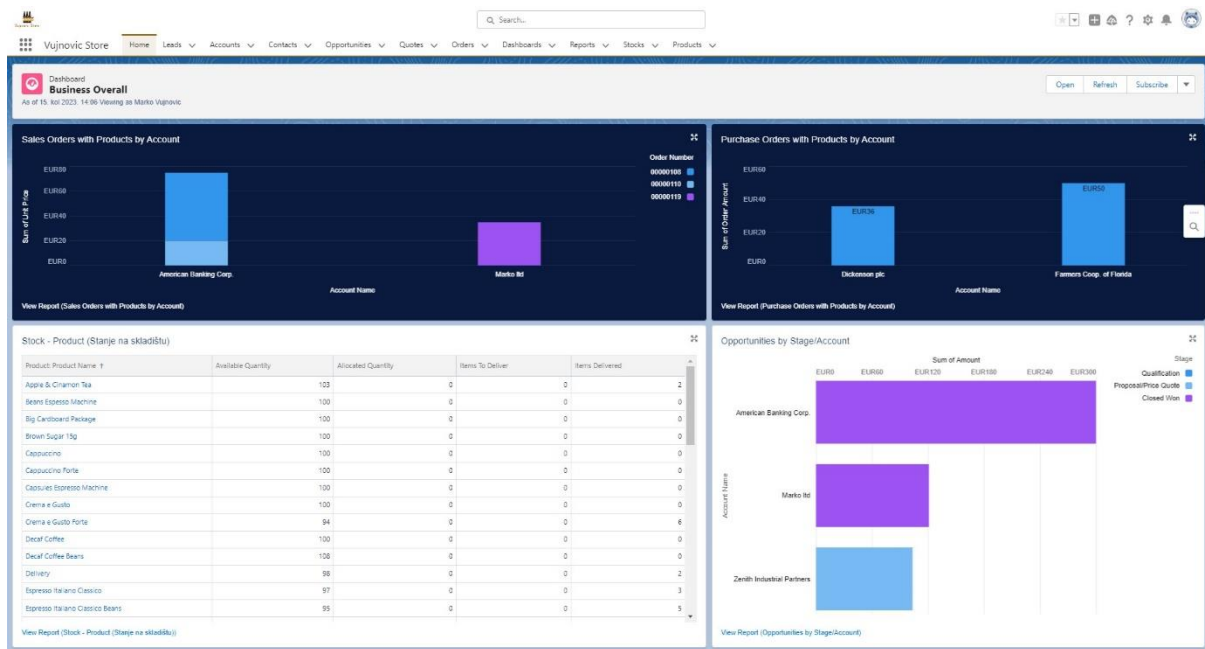 Vujnovic Store
Search...
Vujnovic Store Home Leads Accounts Contacts Opportunities Quotes Orders Dashboards Reports Stocks Products
Dashboard
Business Overall
As of 15. kol 2023. 14:06 Viewing as Marko Vujnovic
Open Refresh Subscribe
Sales Orders with Products by Account
Order Number
00000108
00000110
00000119
Sum of Unit Price
EUR80
EUR60
EUR40
EUR20
EUR0
American Banking Corp.
Marko ltd
Account Name
View Report (Sales Orders with Products by Account)
Purchase Orders with Products by Account
Sum of Order Amount
EUR60
EUR40
EUR20
EUR0
EUR36
EUR50
Dickenson plc
Farmers Coop. of Florida
Account Name
View Report (Purchase Orders with Products by Account)
Stock - Product (Stanje na skladištu)
Product: Product Name ↑ Available Quantity Allocated Quantity Items To Deliver Items Delivered
Apple & Cinamon Tea 103 0 0 2
Beans Espesso Machine 100 0 0 0
Big Cardboard Package 100 0 0 0
Brown Sugar 15g 100 0 0 0
Cappuccino 100 0 0 0
Cappuccino Forte 100 0 0 0
Capsules Espresso Machine 100 0 0 0
Crema e Gusto 100 0 0 0
Crema e Gusto Forte 94 0 0 6
Decaf Coffee 100 0 0 0
Decaf Coffee Beans 108 0 0 0
Delivery 98 0 0 2
Espresso Italiano Classico 97 0 0 3
Espresso Italiano Classico Beans 95 0 0 5
View Report (Stock - Product (Stanje na skladištu))
Opportunities by Stage/Account
Sum of Amount
EUR0 EUR60 EUR120 EUR180 EUR240 EUR300
Stage
Qualification
Proposal/Price Quote
Closed Won
Account Name
American Banking Corp.
Marko ltd
Zenith Industrial Partners
View Report (Opportunities by Stage/Account)